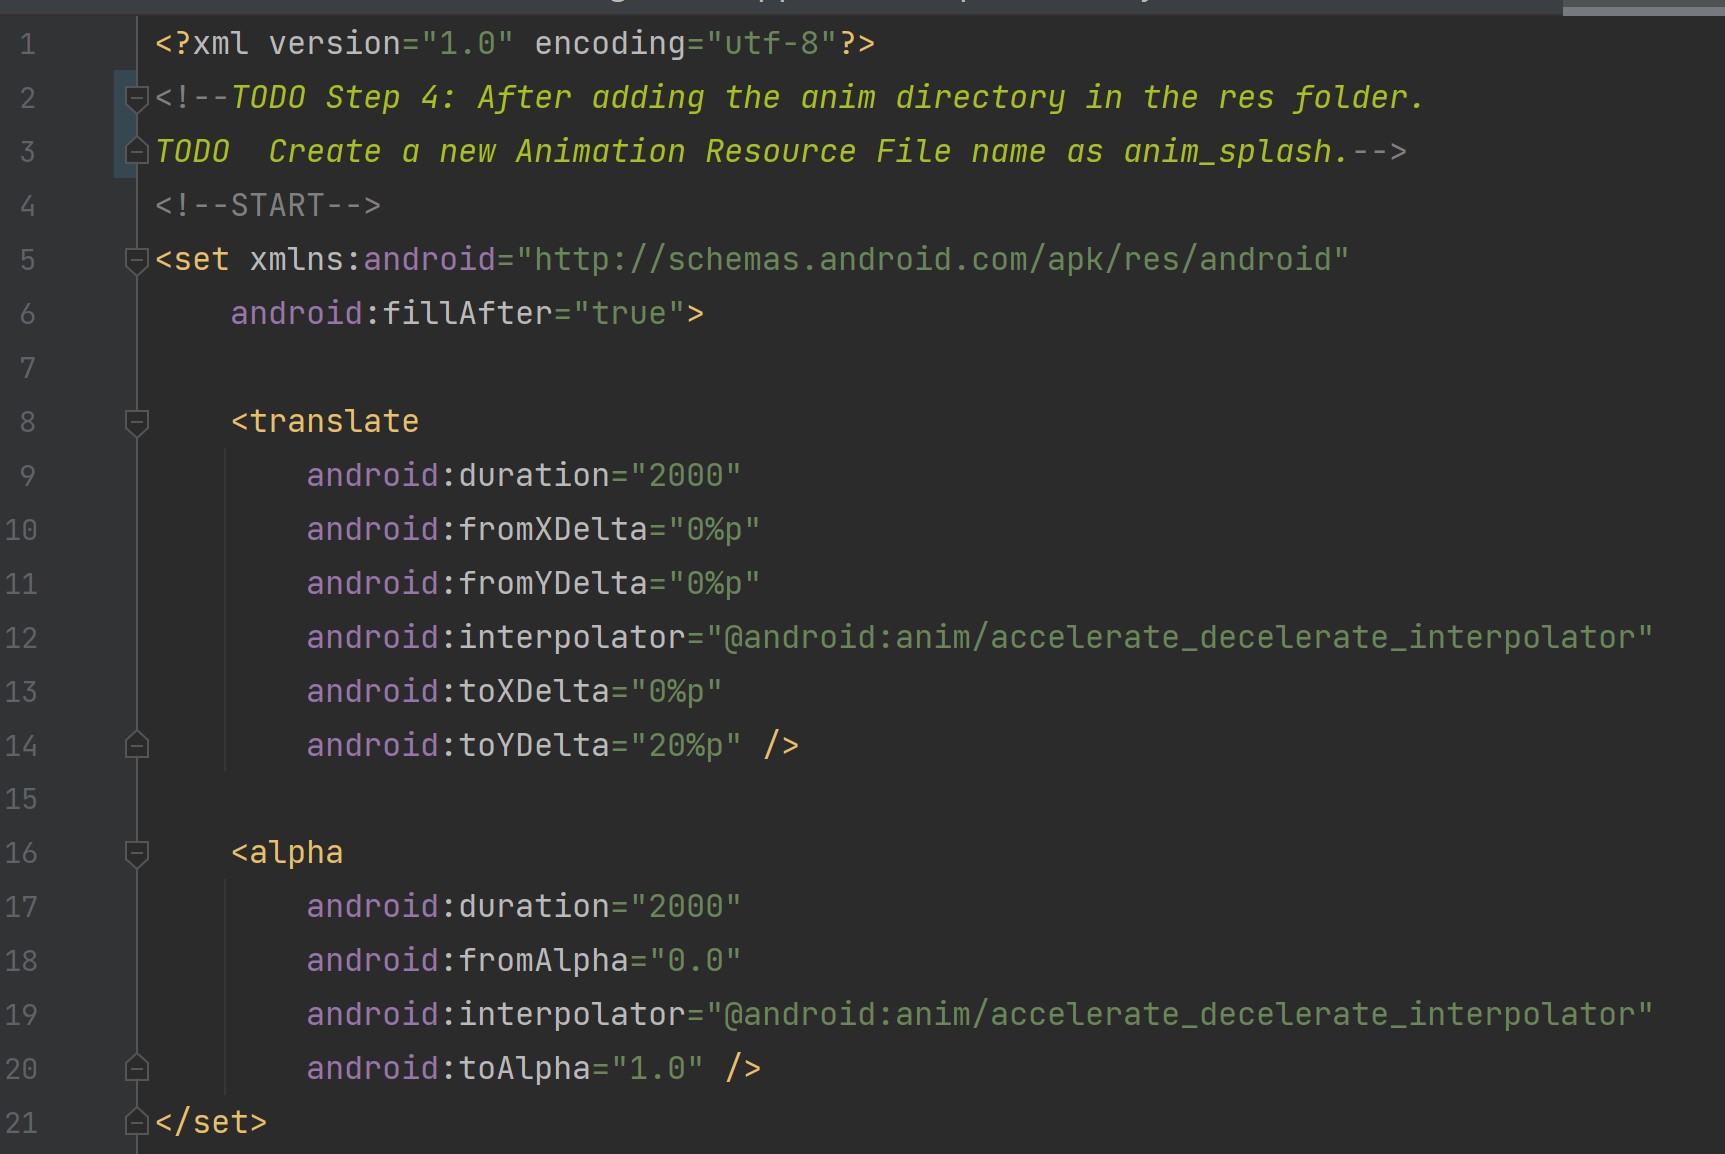 1 <?xml version="1.0" encoding="utf-8"?>
2 <!--TODO Step 4: After adding the anim directory in the res folder.
3 TODO  Create a new Animation Resource File name as anim_splash.-->
4 <!--START-->
5 <set xmlns:android="http://schemas.android.com/apk/res/android"
6     android:fillAfter="true">
7
8     <translate
9         android:duration="2000"
10         android:fromXDelta="0%p"
11         android:fromYDelta="0%p"
12         android:interpolator="@android:anim/accelerate_decelerate_interpolator"
13         android:toXDelta="0%p"
14         android:toYDelta="20%p" />
15
16     <alpha
17         android:duration="2000"
18         android:fromAlpha="0.0"
19         android:interpolator="@android:anim/accelerate_decelerate_interpolator"
20         android:toAlpha="1.0" />
21 </set>